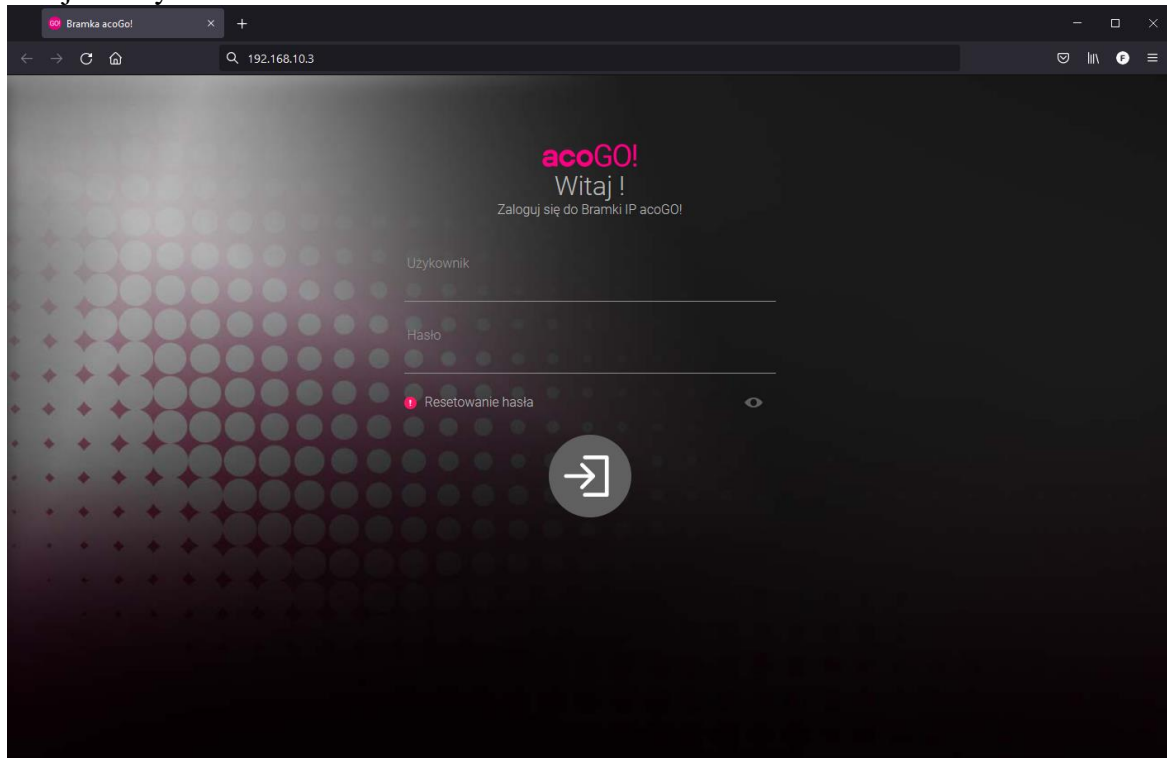 Bramka acoGo!
192.168.10.3
acoGO!
Witaj !
Zaloguj się do Bramki IP acoGO!
Użykownik
Hasło
Resetowanie hasła